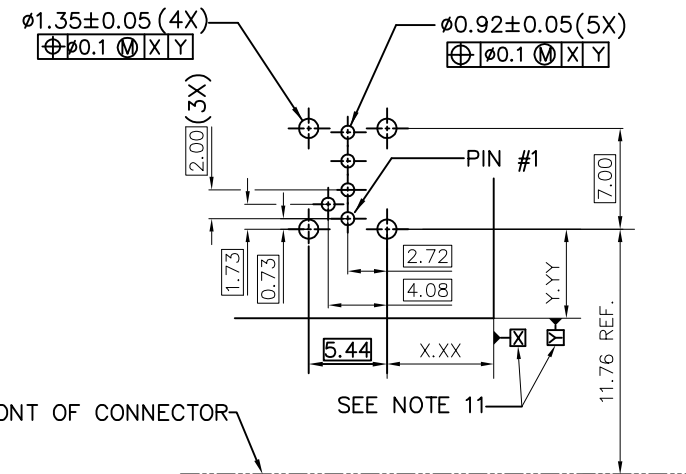 ø1.35±0.05 (4X)
⌖ ø0.1 Ⓜ X Y
ø0.92±0.05(5X)
⌖ ø0.1 Ⓜ X Y
2.00 (3X)
PIN #1
7.00
1.73
0.73
2.72
4.08
Y.YY
11.76 REF.
5.44
X.XX
X
Y
SEE NOTE 11
ONT OF CONNECTOR